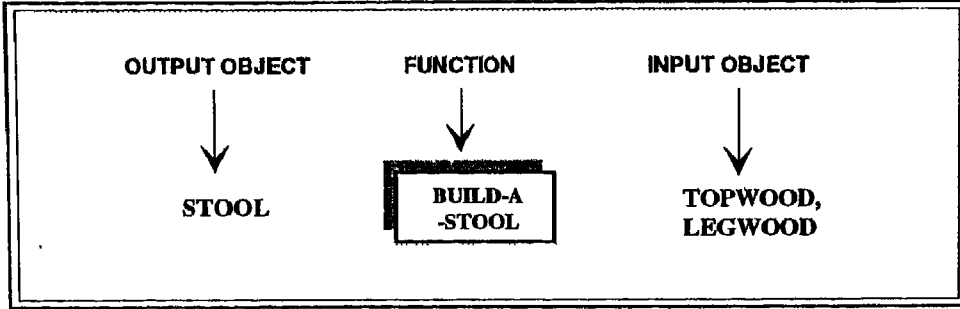 OUTPUT OBJECT FUNCTION INPUT OBJECT
STOOL
BUILD-A
-STOOL
TOPWOOD,
LEGWOOD